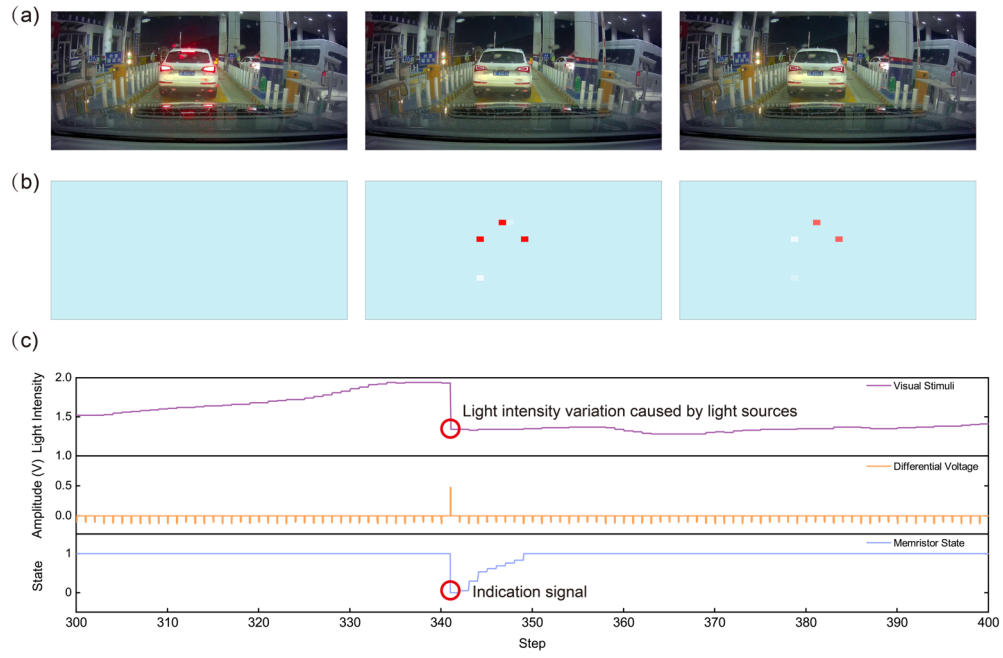 (a)
(b)
(c)
Light Intensity
2.0
1.5
1.0
Visual Stimuli
Light intensity variation caused by light sources
Amplitude (V)
0.5
0.0
Differential Voltage
State
1
0
Memristor State
Indication signal
300 310 320 330 340 350 360 370 380 390 400
Step